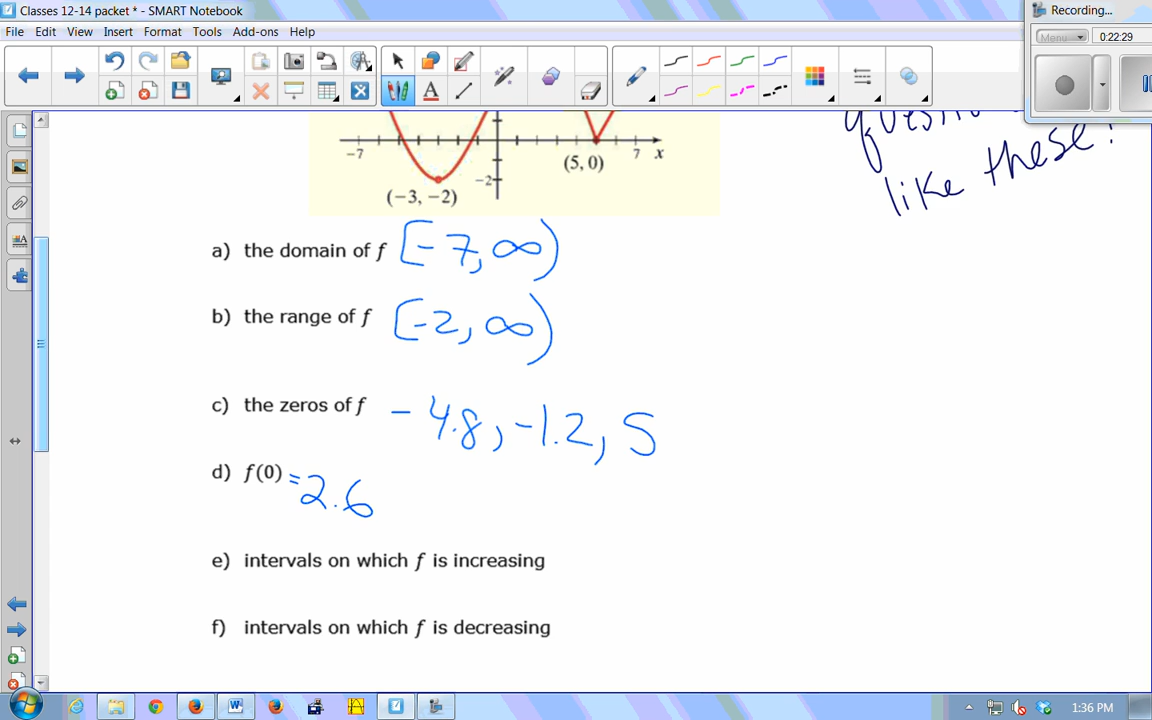 Classes 12-14 packet * - SMART Notebook
Recording...
File Edit View Insert Format Tools Add-ons Help
Menu
0:22:29
A
like these!
-7
7 x
(5, 0)
-2
(−3, −2)
a) the domain of f [-7, ∞)
b) the range of f [-2, ∞)
c) the zeros of f - 4.8, -1.2, 5
d) f(0) = 2.6
e) intervals on which f is increasing
f) intervals on which f is decreasing
1:36 PM